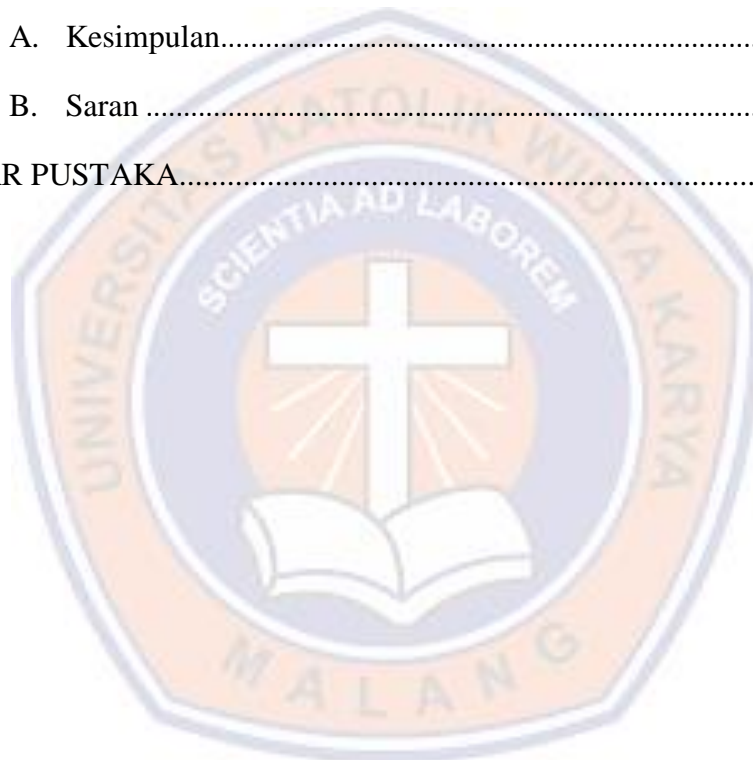 A. Kesimpulan..........................................................................
B. Saran ...................................................................................
R PUSTAKA...........................................................................
UNIVERSITAS KATOLIK WIDYA KARYA
SCIENTIA AD LABOREM
MALANG